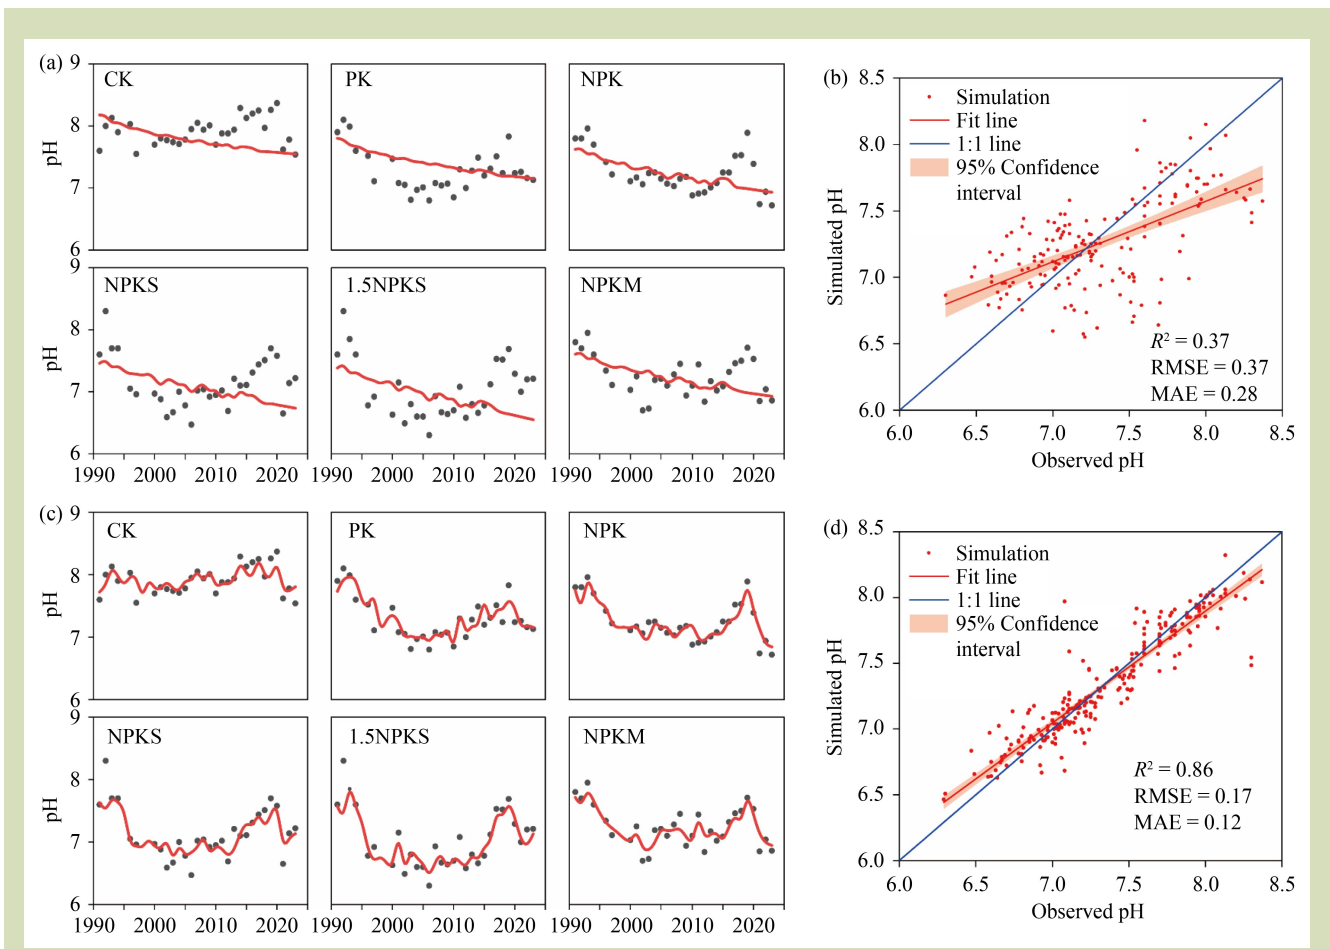 (a)
9
8
7
6
pH
CK
PK
NPK
9
8
7
6
pH
NPKS
1.5NPKS
NPKM
1990 2000 2010 2020
1990 2000 2010 2020
1990 2000 2010 2020
(b)
8.5
8.0
7.5
7.0
6.5
6.0
Simulated pH
Simulation
Fit line
1:1 line
95% Confidence
interval
R² = 0.37
RMSE = 0.37
MAE = 0.28
6.0 6.5 7.0 7.5 8.0 8.5
Observed pH
(c)
9
8
7
6
pH
CK
PK
NPK
9
8
7
6
pH
NPKS
1.5NPKS
NPKM
1990 2000 2010 2020
1990 2000 2010 2020
1990 2000 2010 2020
(d)
8.5
8.0
7.5
7.0
6.5
6.0
Simulated pH
Simulation
Fit line
1:1 line
95% Confidence
interval
R² = 0.86
RMSE = 0.17
MAE = 0.12
6.0 6.5 7.0 7.5 8.0 8.5
Observed pH